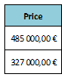 Price
485 000,00 €
327 000,00 €